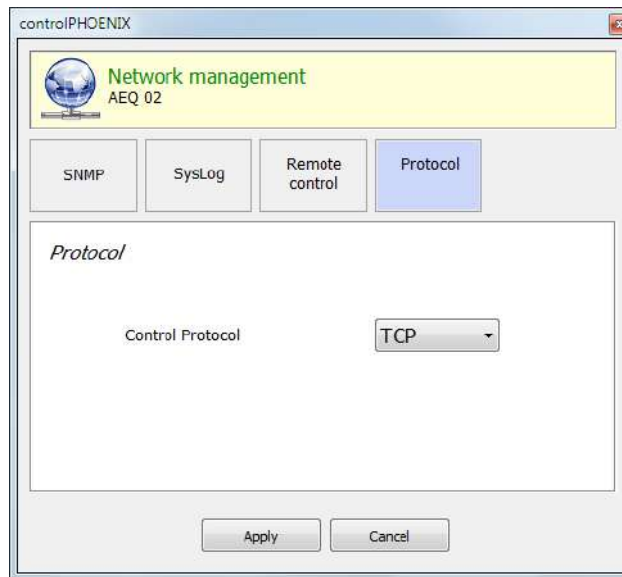 controlPHOENIX
Network management
AEQ 02
SNMP
SysLog
Remote
control
Protocol
Protocol
Control Protocol
TCP
Apply
Cancel